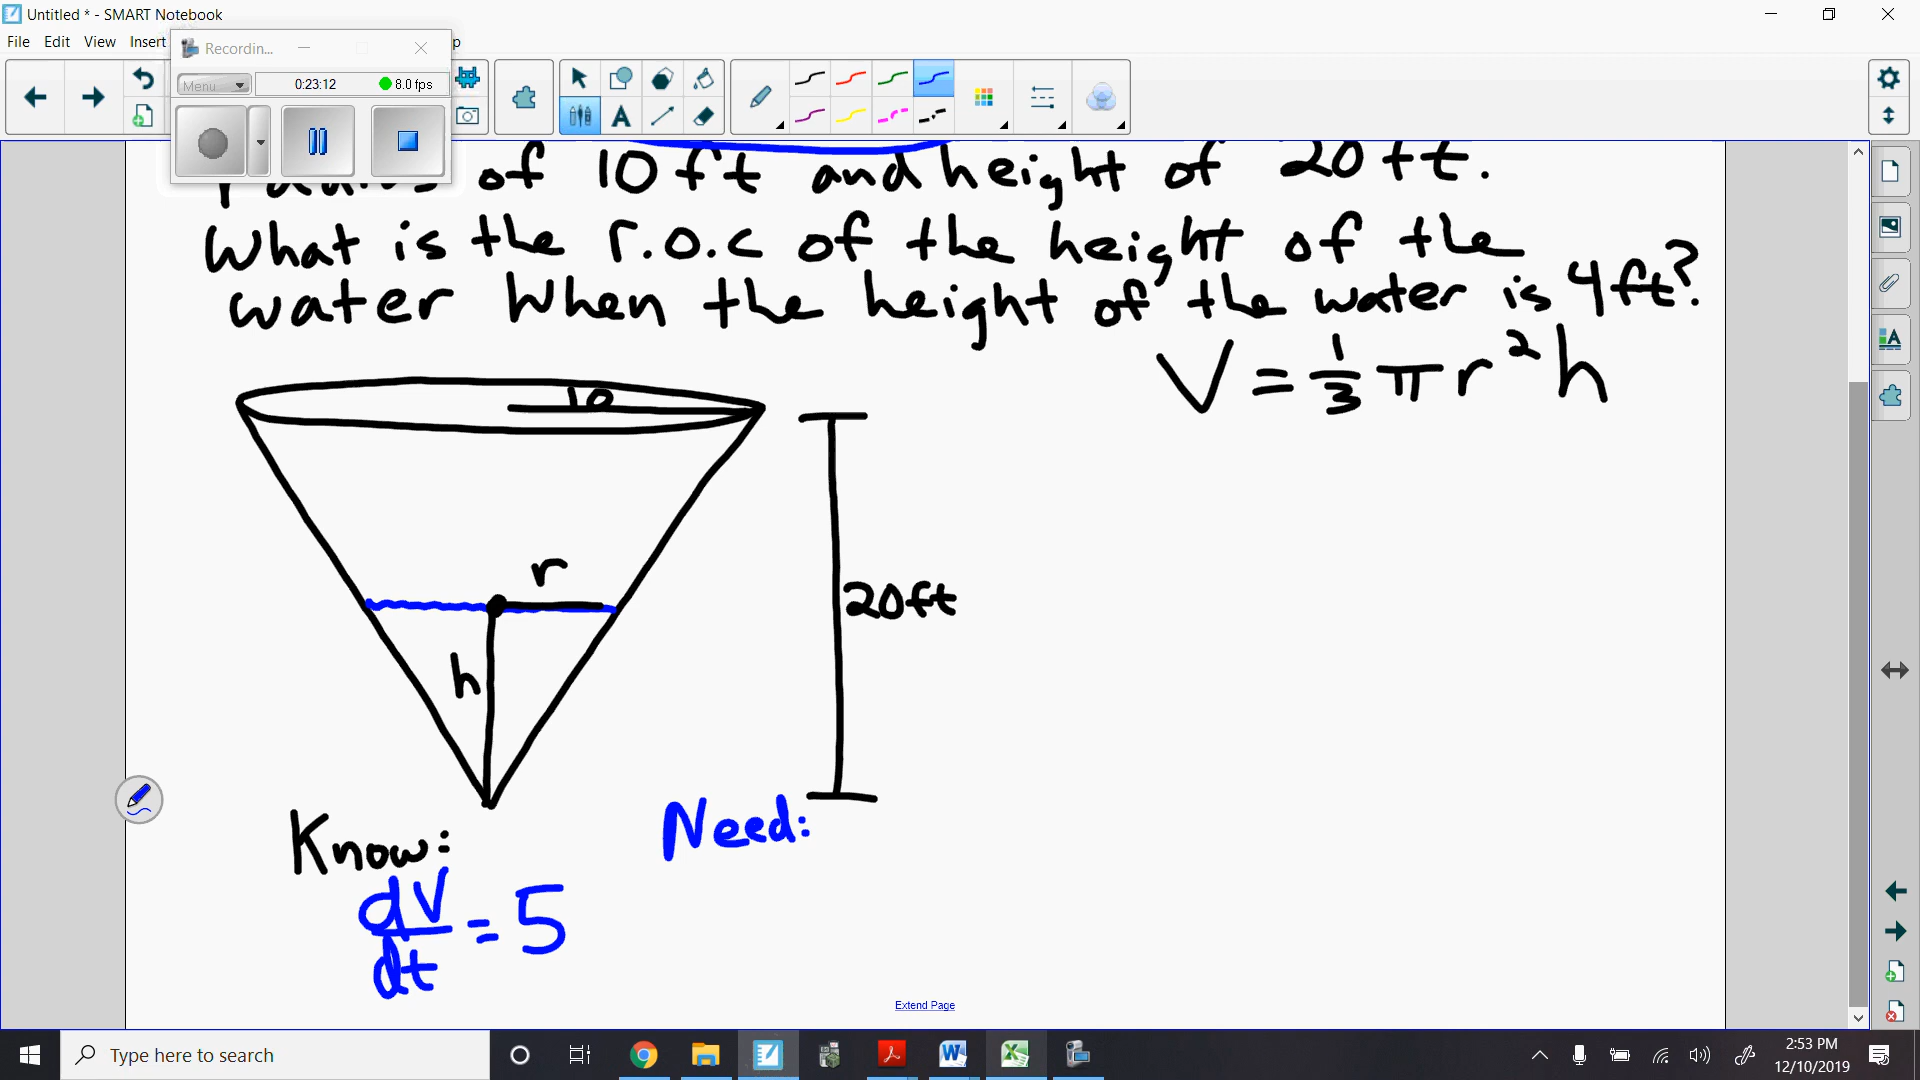 Untitled * - SMART Notebook
File Edit View Insert
Recordin...
Menu 0:23:12 8.0 fps
of 10 ft and height of 20 ft.
What is the r.o.c of the height of the
water when the height of the water is 4ft?
V = 1/3 π r² h
10
r
20ft
h
Know: Need:
dV/dt = 5
Extend Page
Type here to search
2:53 PM
12/10/2019